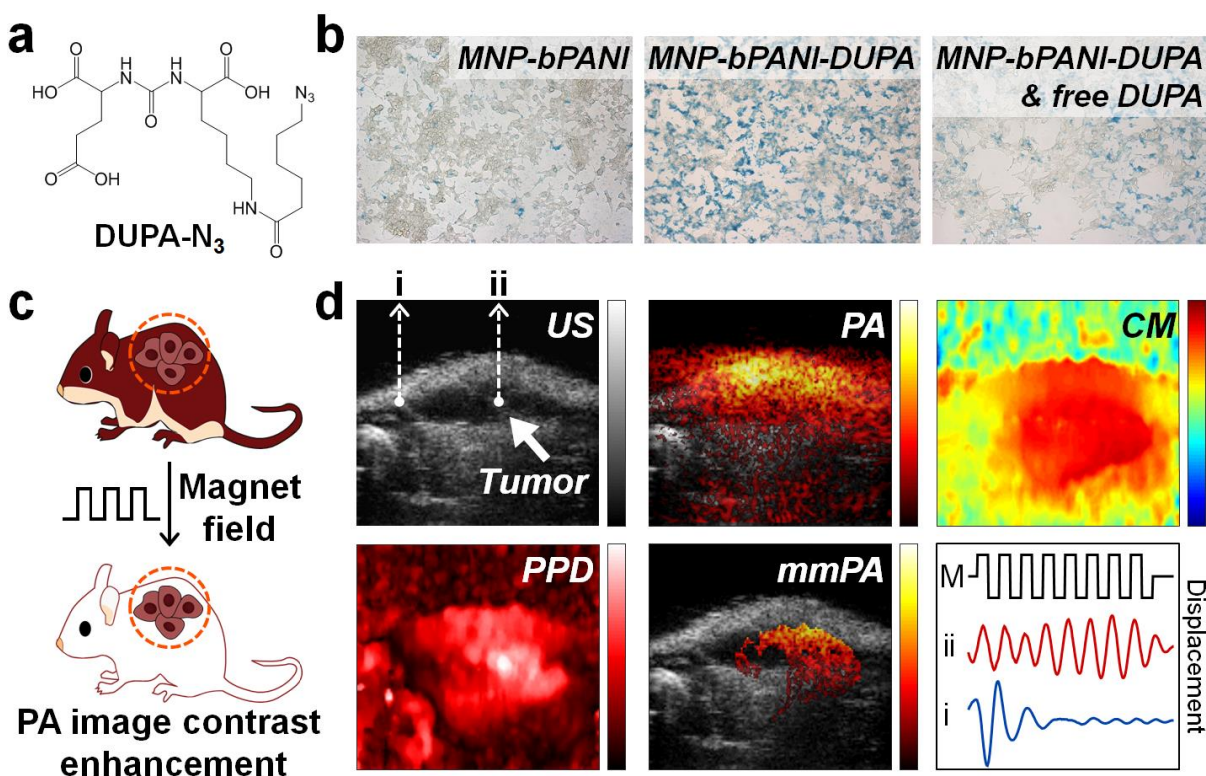 a
O
O
H
N
H
N
HO
OH
N3
O
O
OH
HN
O
DUPA-N3
b
MNP-bPANI
MNP-bPANI-DUPA
MNP-bPANI-DUPA
& free DUPA
c
Magnet
field
PA image contrast
enhancement
d
i
ii
US
Tumor
PA
CM
PPD
mmPA
M
ii
i
Displacement